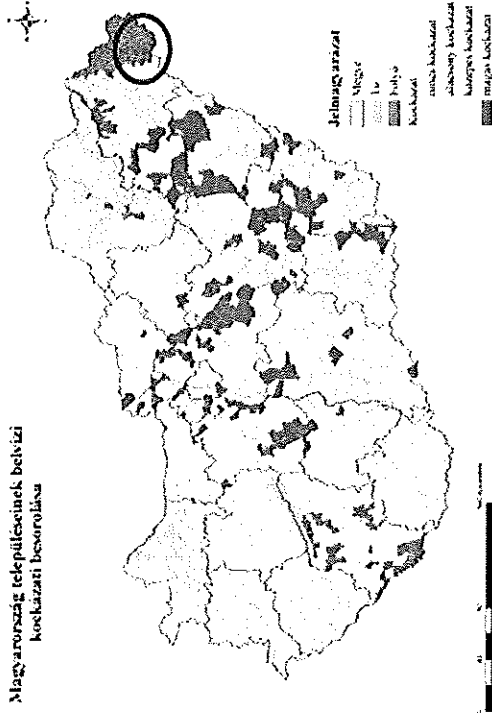 Magyarország településeinek belvízi
kockázati besorolása
Jelmagyarázat
Megye
Tó
Folyó
Kockázat
nincs kockázat
alacsony kockázat
közepes kockázat
magas kockázat